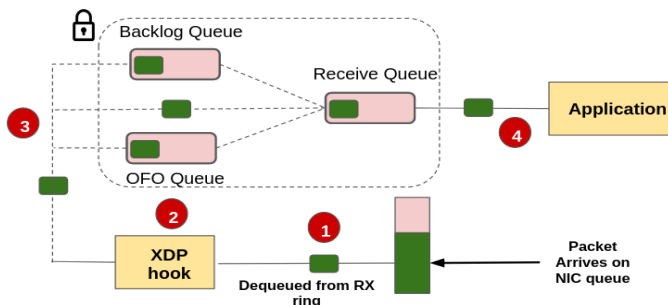 Backlog Queue
Receive Queue
3
4
Application
OFO Queue
2
1
XDP
hook
Dequeued from RX
ring
Packet
Arrives on
NIC queue